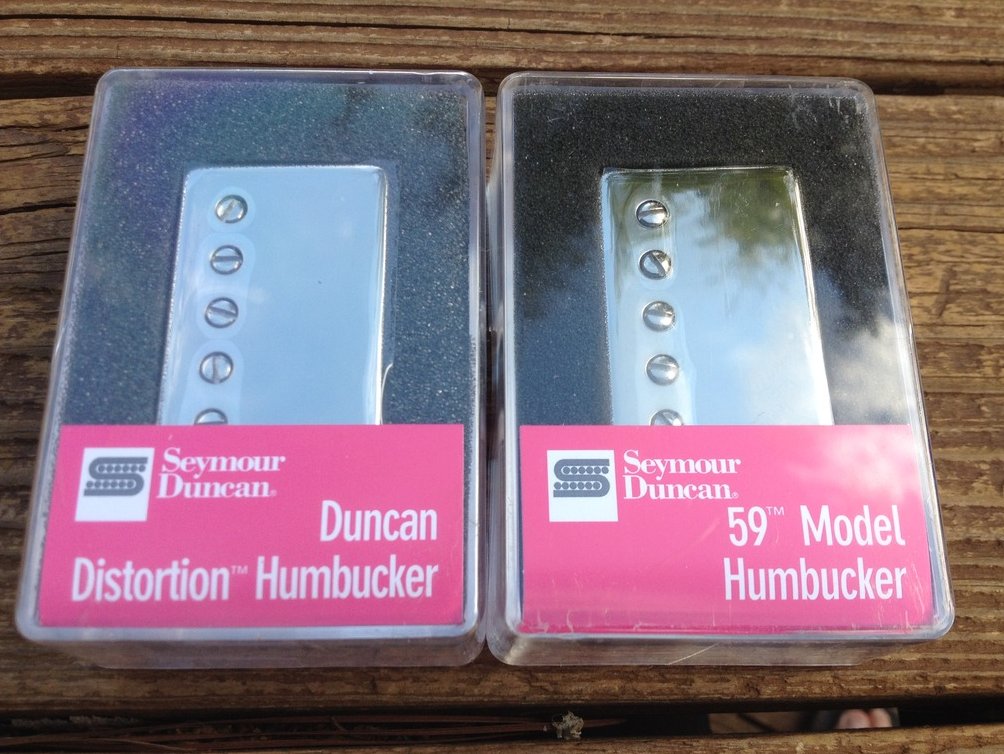 Seymour
Duncan®
Duncan
Distortion™ Humbucker
Seymour
Duncan®
59™ Model
Humbucker